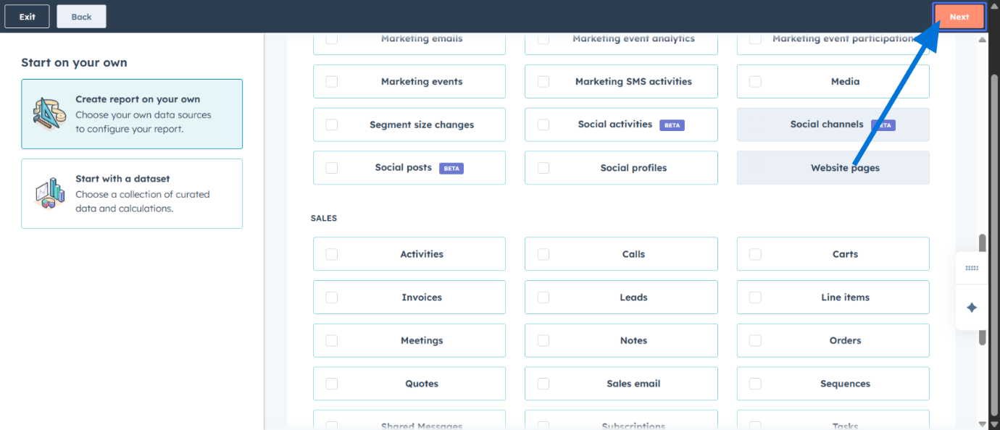 Exit
Back
Next
Start on your own
Create report on your own
Choose your own data sources
to configure your report.
Start with a dataset
Choose a collection of curated
data and calculations.
Marketing emails
Marketing event analytics
Marketing event participation
Marketing events
Marketing SMS activities
Media
Segment size changes
Social activities BETA
Social channels BETA
Social posts BETA
Social profiles
Website pages
SALES
Activities
Calls
Carts
Invoices
Leads
Line items
Meetings
Notes
Orders
Quotes
Sales email
Sequences
Shared Messages
Subscriptions
Tasks